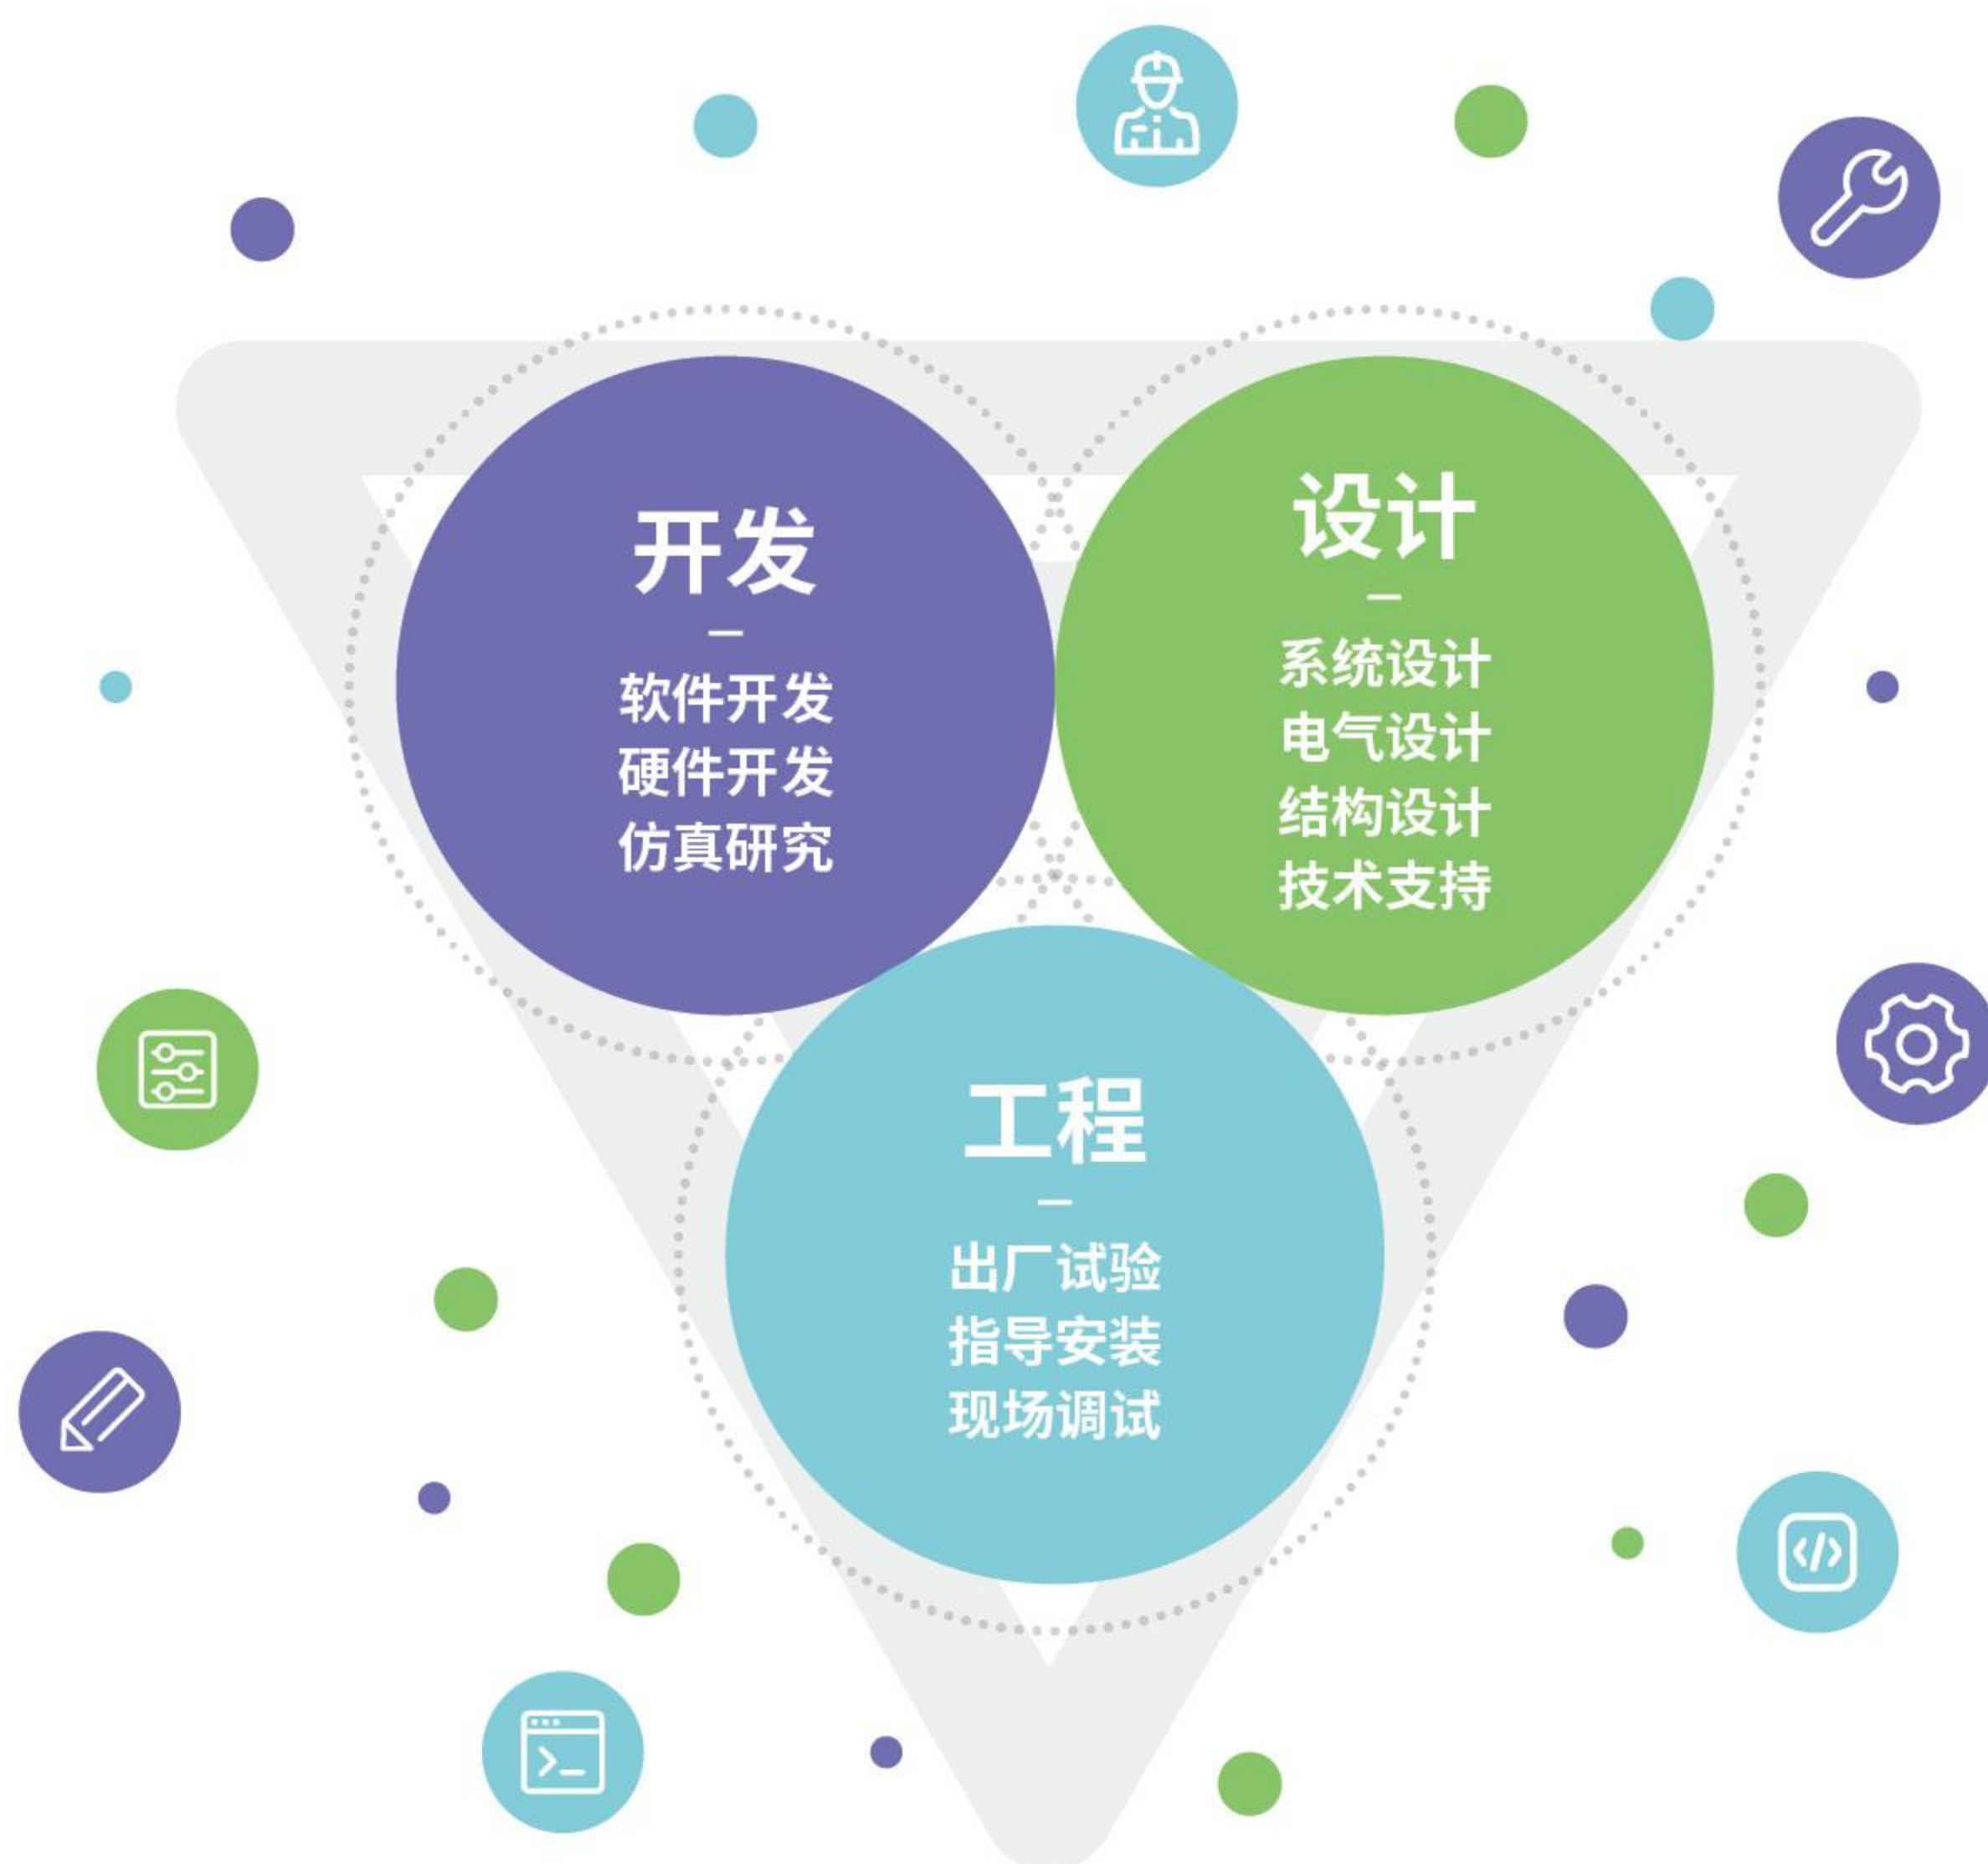 开发
软件开发
硬件开发
仿真研究
设计
系统设计
电气设计
结构设计
技术支持
工程
出厂试验
指导安装
现场调试